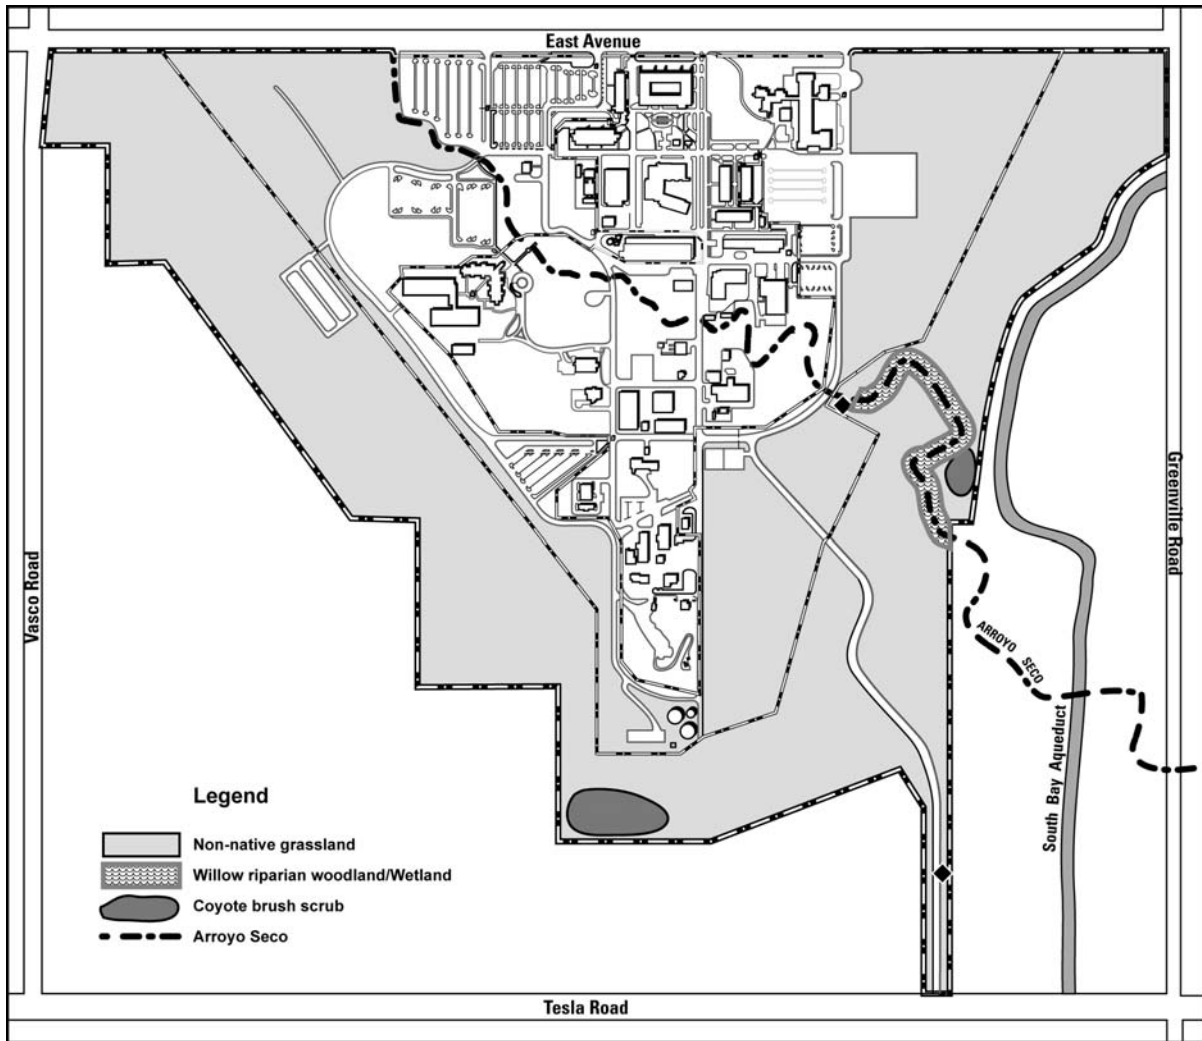 East Avenue
Vasco Road
Greenville Road
ARROYO SECO
South Bay Aqueduct
Legend
Non-native grassland
Willow riparian woodland/Wetland
Coyote brush scrub
Arroyo Seco
Tesla Road